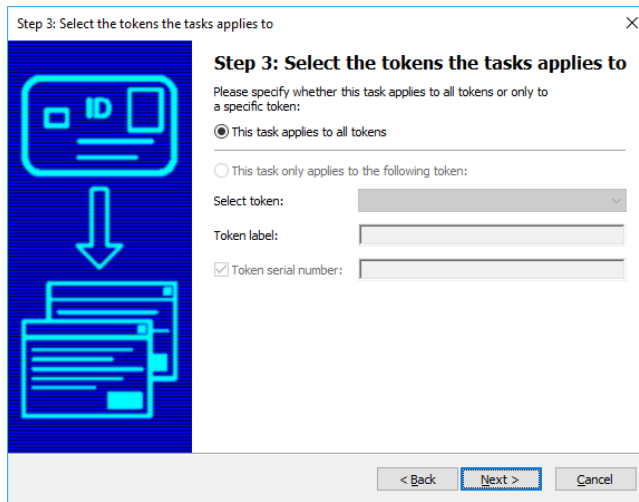 Step 3: Select the tokens the tasks applies to
Step 3: Select the tokens the tasks applies to
Please specify whether this task applies to all tokens or only to
a specific token:
This task applies to all tokens
This task only applies to the following token:
Select token:
Token label:
Token serial number:
ID
< Back
Next >
Cancel